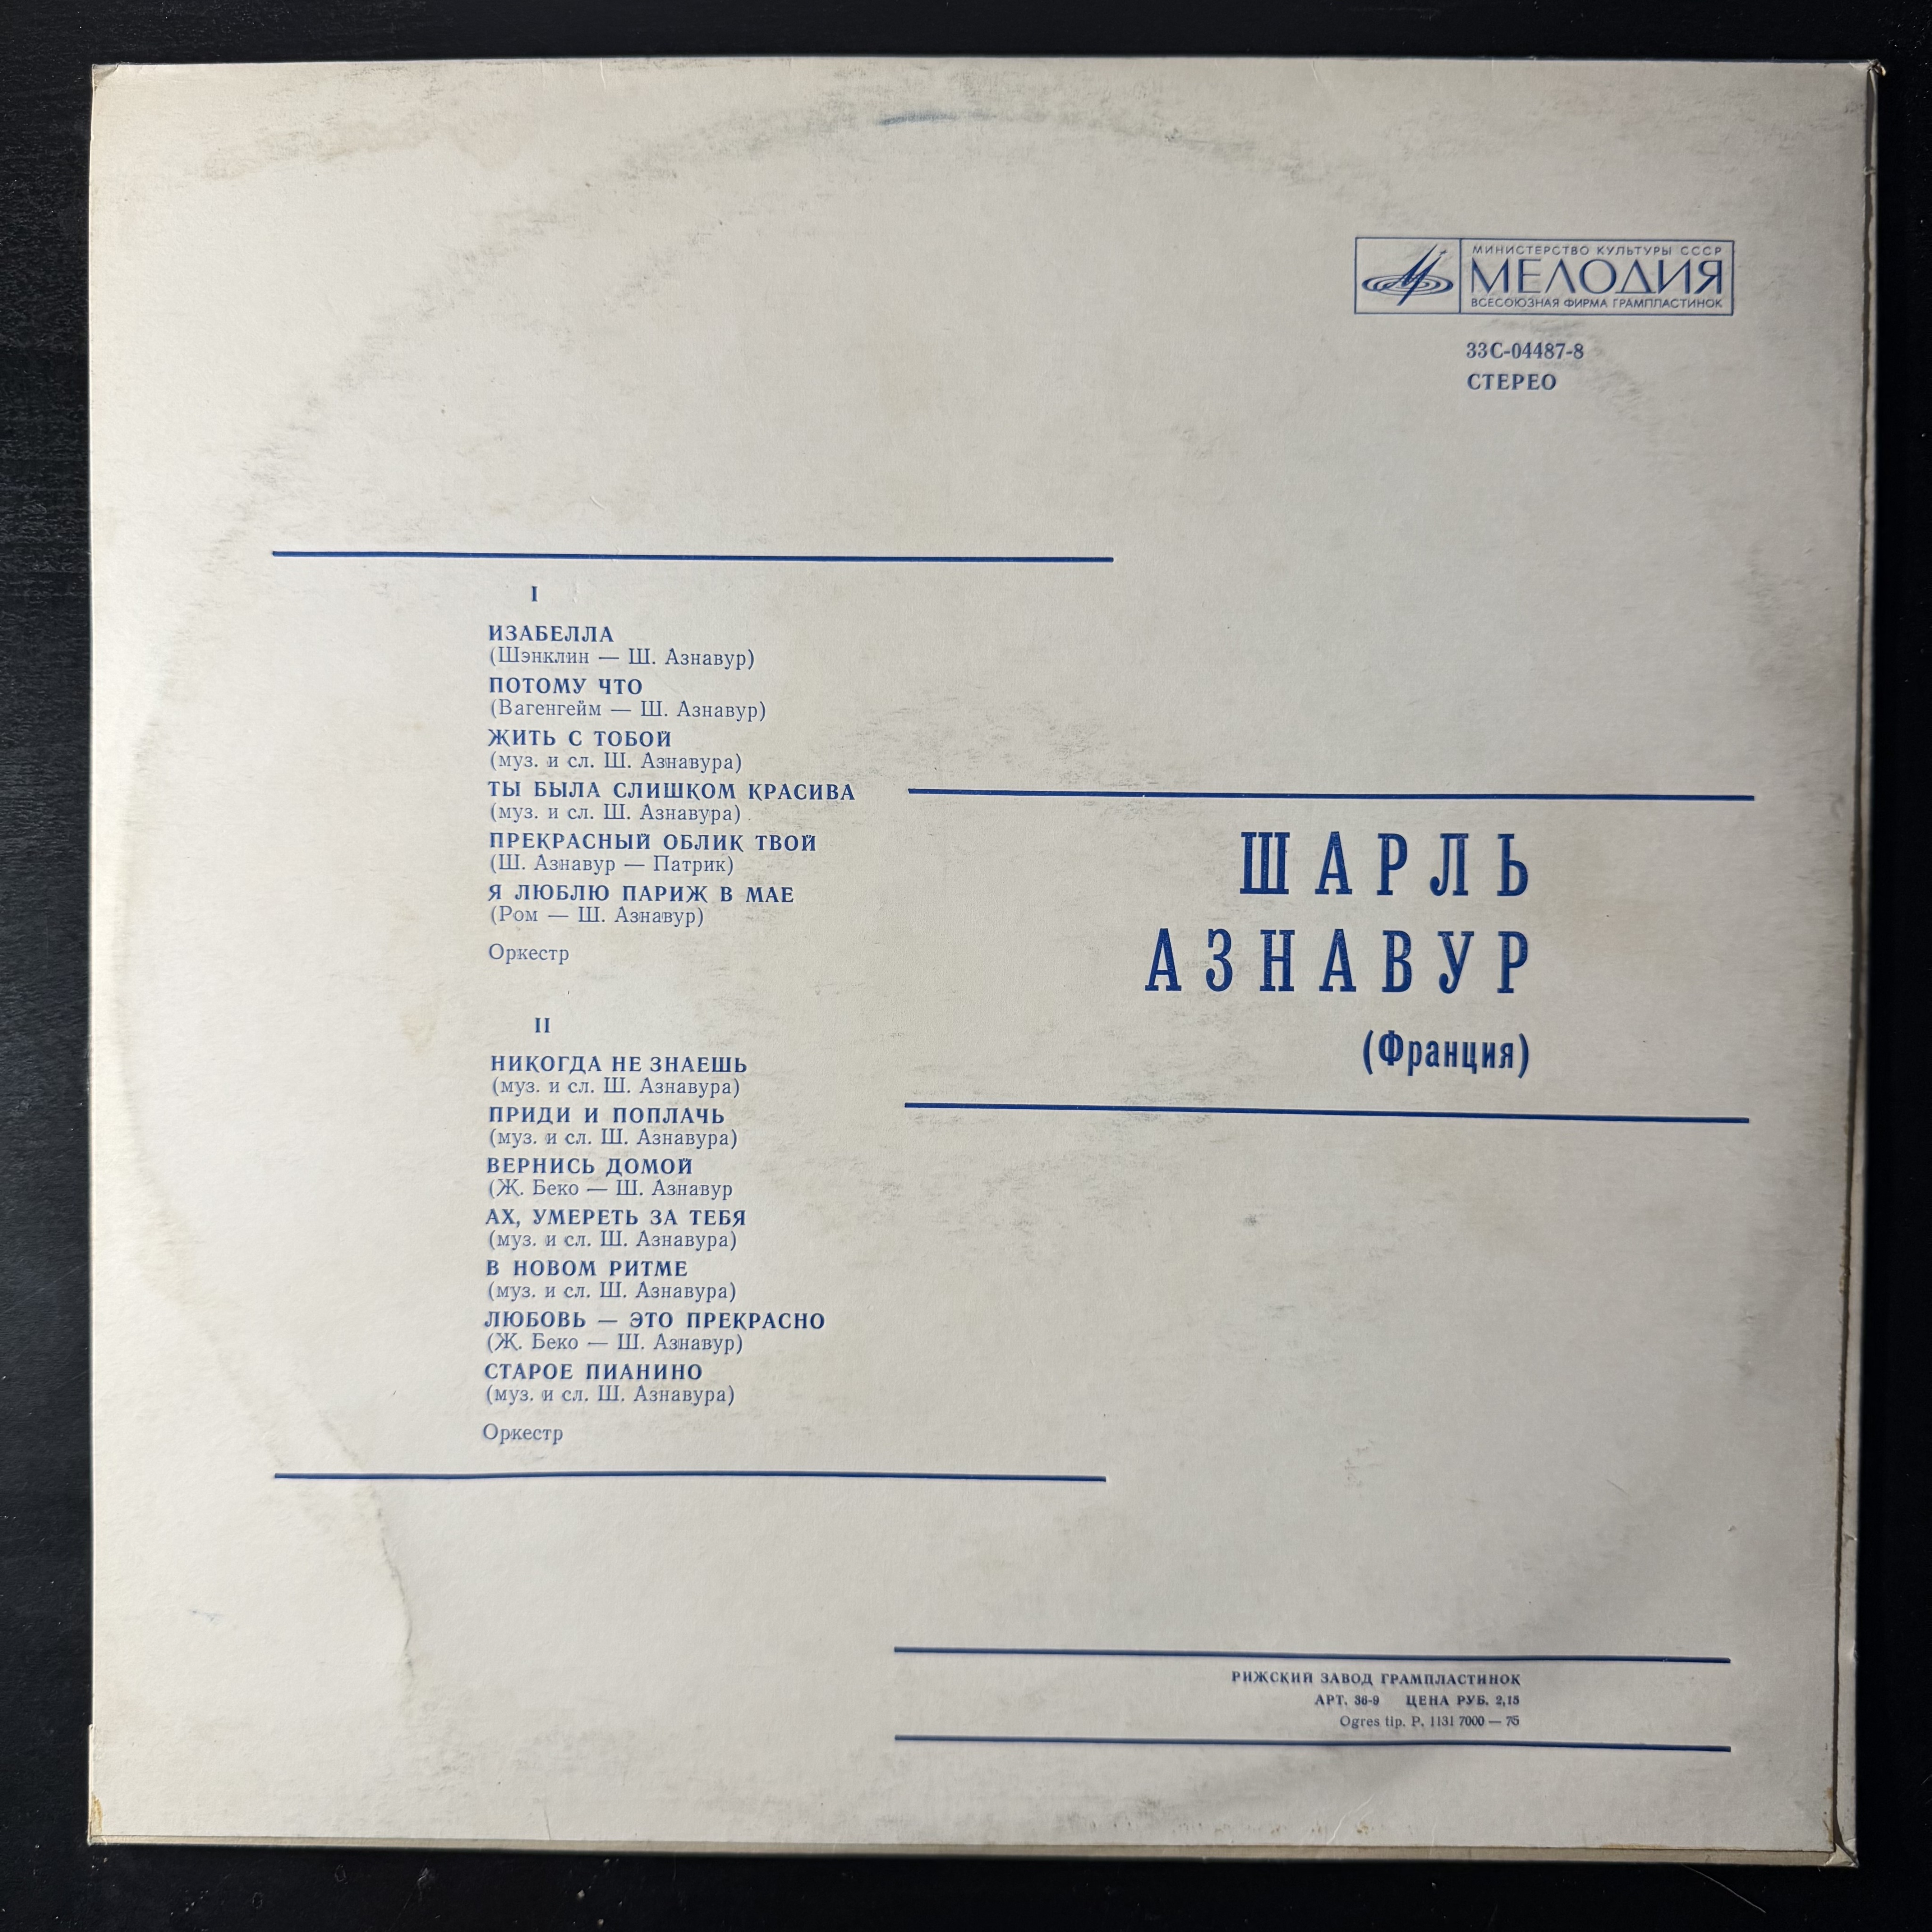 МИНИСТЕРСТВО КУЛЬТУРЫ СССР
МЕЛОДИЯ
ВСЕСОЮЗНАЯ ФИРМА ГРАМПЛАСТИНОК
33С-04487-8
СТЕРЕО
I
ИЗАБЕЛЛА
(Шэнклин — Ш. Азнавур)
ПОТОМУ ЧТО
(Вагенгейм — Ш. Азнавур)
ЖИТЬ С ТОБОЙ
(муз. и сл. Ш. Азнавура)
ТЫ БЫЛА СЛИШКОМ КРАСИВА
(муз. и сл. Ш. Азнавура)
ПРЕКРАСНЫЙ ОБЛИК ТВОЙ
(Ш. Азнавур — Патрик)
Я ЛЮБЛЮ ПАРИЖ В МАЕ
(Ром — Ш. Азнавур)
Оркестр
II
НИКОГДА НЕ ЗНАЕШЬ
(муз. и сл. Ш. Азнавура)
ПРИДИ И ПОПЛАЧЬ
(муз. и сл. Ш. Азнавура)
ВЕРНИСЬ ДОМОЙ
(Ж. Беко — Ш. Азнавур
АХ, УМЕРЕТЬ ЗА ТЕБЯ
(муз. и сл. Ш. Азнавура)
В НОВОМ РИТМЕ
(муз. и сл. Ш. Азнавура)
ЛЮБОВЬ — ЭТО ПРЕКРАСНО
(Ж. Беко — Ш. Азнавур)
СТАРОЕ ПИАНИНО
(муз. и сл. Ш. Азнавура)
Оркестр
ШАРЛЬ
АЗНАВУР
(Франция)
РИЖСКИЙ ЗАВОД ГРАМПЛАСТИНОК
АРТ. 36-9 ЦЕНА РУБ. 2,15
Ogres tip. P. 1131 7000 — 75